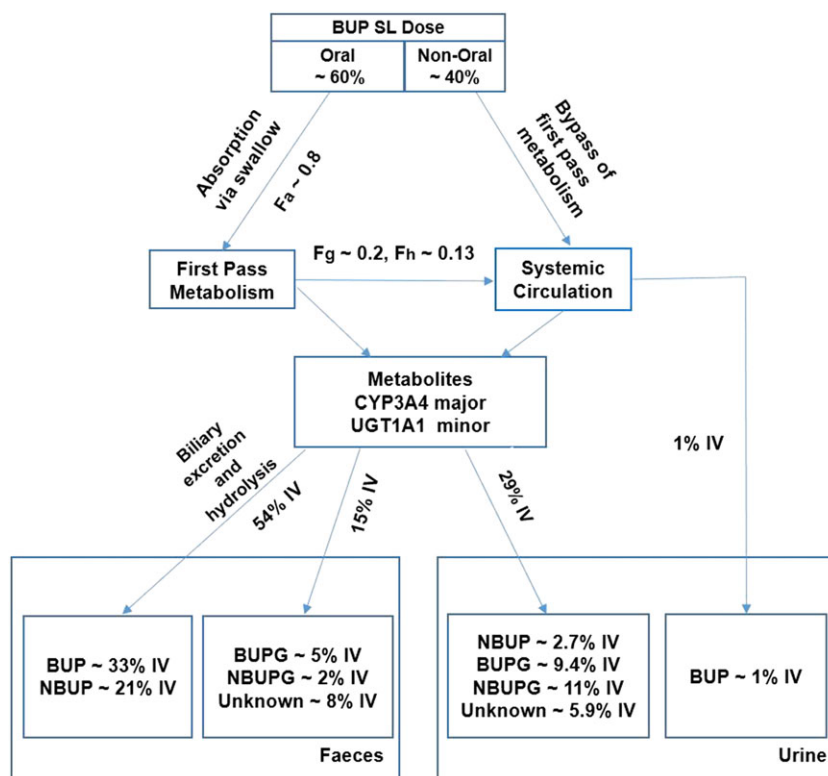 BUP SL Dose
Oral
~ 60%
Non-Oral
~ 40%
Absorption
via swallow
Fa ~ 0.8
Bypass of
first pass
metabolism
First Pass
Metabolism
Fg ~ 0.2, Fh ~ 0.13
Systemic
Circulation
Metabolites
CYP3A4 major
UGT1A1 minor
Biliary
excretion
and
hydrolysis
54% IV
15% IV
29% IV
1% IV
BUP ~ 33% IV
NBUP ~ 21% IV
BUPG ~ 5% IV
NBUPG ~ 2% IV
Unknown ~ 8% IV
Faeces
NBUP ~ 2.7% IV
BUPG ~ 9.4% IV
NBUPG ~ 11% IV
Unknown ~ 5.9% IV
BUP ~ 1% IV
Urine